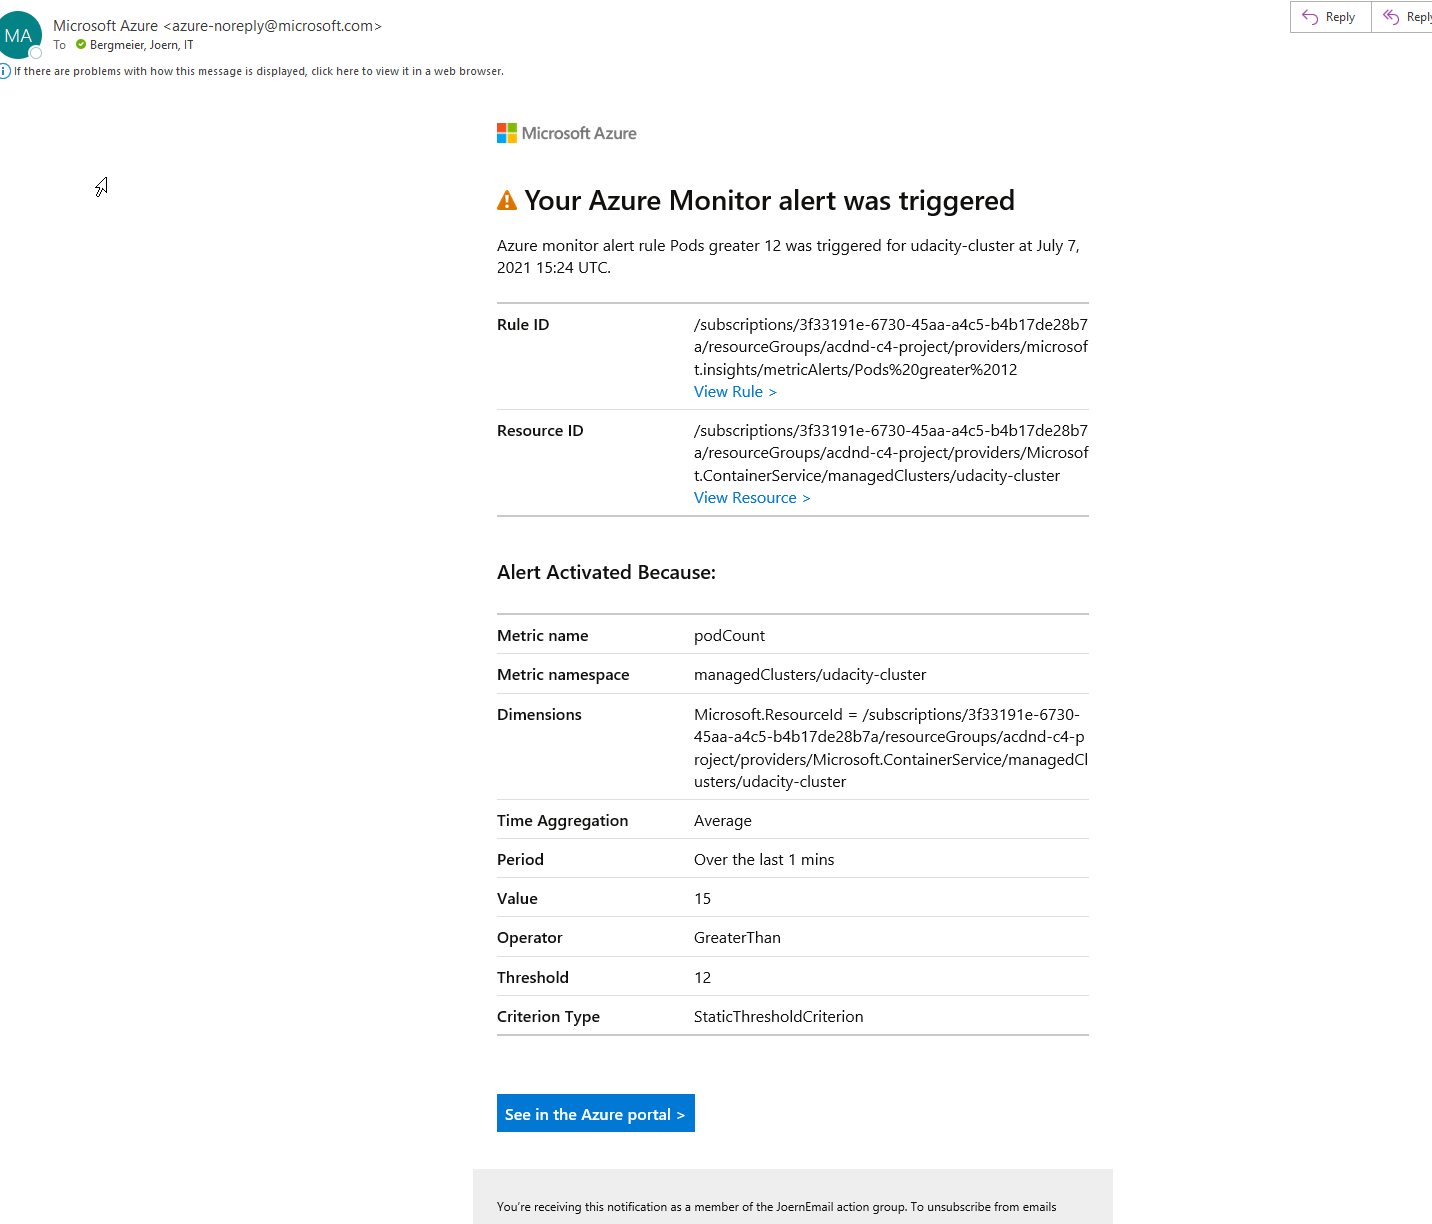 MA
Microsoft Azure <azure-noreply@microsoft.com>
To Bergmeier, Joern, IT
Reply
If there are problems with how this message is displayed, click here to view it in a web browser.
Microsoft Azure
Your Azure Monitor alert was triggered
Azure monitor alert rule Pods greater 12 was triggered for udacity-cluster at July 7,
2021 15:24 UTC.
Rule ID
/subscriptions/3f33191e-6730-45aa-a4c5-b4b17de28b7
a/resourceGroups/acdnd-c4-project/providers/microsof
t.insights/metricAlerts/Pods%20greater%2012
View Rule >
Resource ID
/subscriptions/3f33191e-6730-45aa-a4c5-b4b17de28b7
a/resourceGroups/acdnd-c4-project/providers/Microsof
t.ContainerService/managedClusters/udacity-cluster
View Resource >
Alert Activated Because:
Metric name podCount
Metric namespace managedClusters/udacity-cluster
Dimensions Microsoft.ResourceId = /subscriptions/3f33191e-6730-
45aa-a4c5-b4b17de28b7a/resourceGroups/acdnd-c4-p
roject/providers/Microsoft.ContainerService/managedCl
usters/udacity-cluster
Time Aggregation Average
Period Over the last 1 mins
Value 15
Operator GreaterThan
Threshold 12
Criterion Type StaticThresholdCriterion
See in the Azure portal >
You're receiving this notification as a member of the JoernEmail action group. To unsubscribe from emails